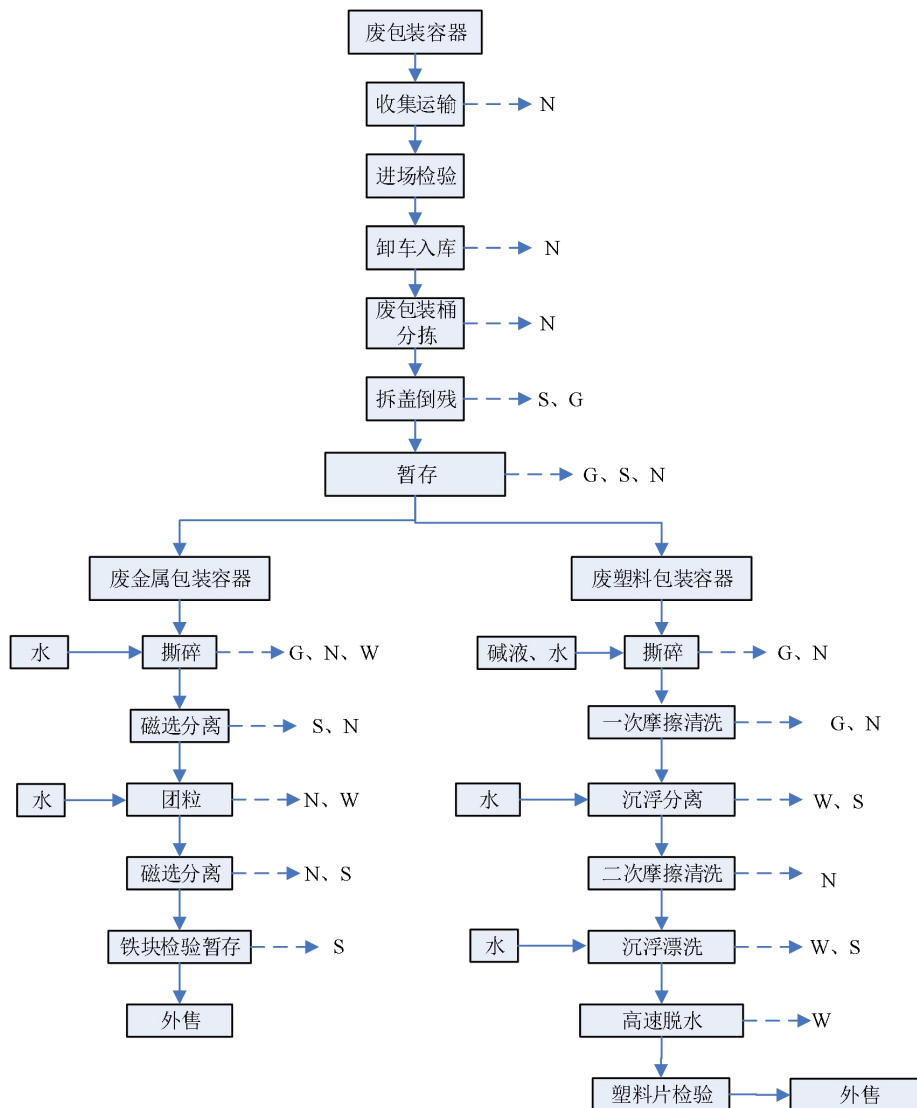 废包装容器
收集运输
N
进场检验
卸车入库
N
废包装桶
分拣
N
拆盖倒残
S、G
暂存
G、S、N
废金属包装容器
水
撕碎
G、N、W
磁选分离
S、N
水
团粒
N、W
磁选分离
N、S
铁块检验暂存
S
外售
废塑料包装容器
碱液、水
撕碎
G、N
一次摩擦清洗
G、N
水
沉浮分离
W、S
二次摩擦清洗
N
水
沉浮漂洗
W、S
高速脱水
W
塑料片检验
外售